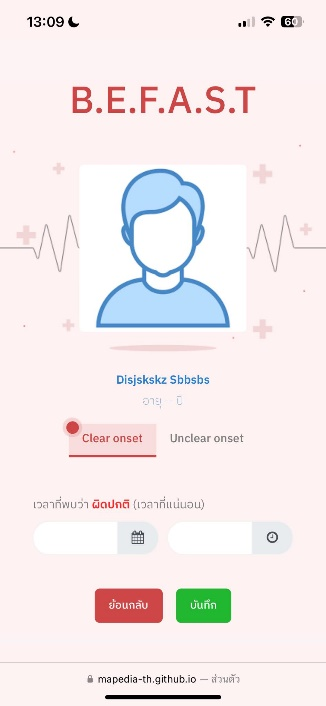 13:09
60
B.E.F.A.S.T
Disjskskz Sbbsbs
อายุ ปี
Clear onset Unclear onset
เวลาที่พบว่า ผิดปกติ (เวลาที่แน่นอน)
ย้อนกลับ บันทึก
mapedia-th.github.io — ส่วนตัว